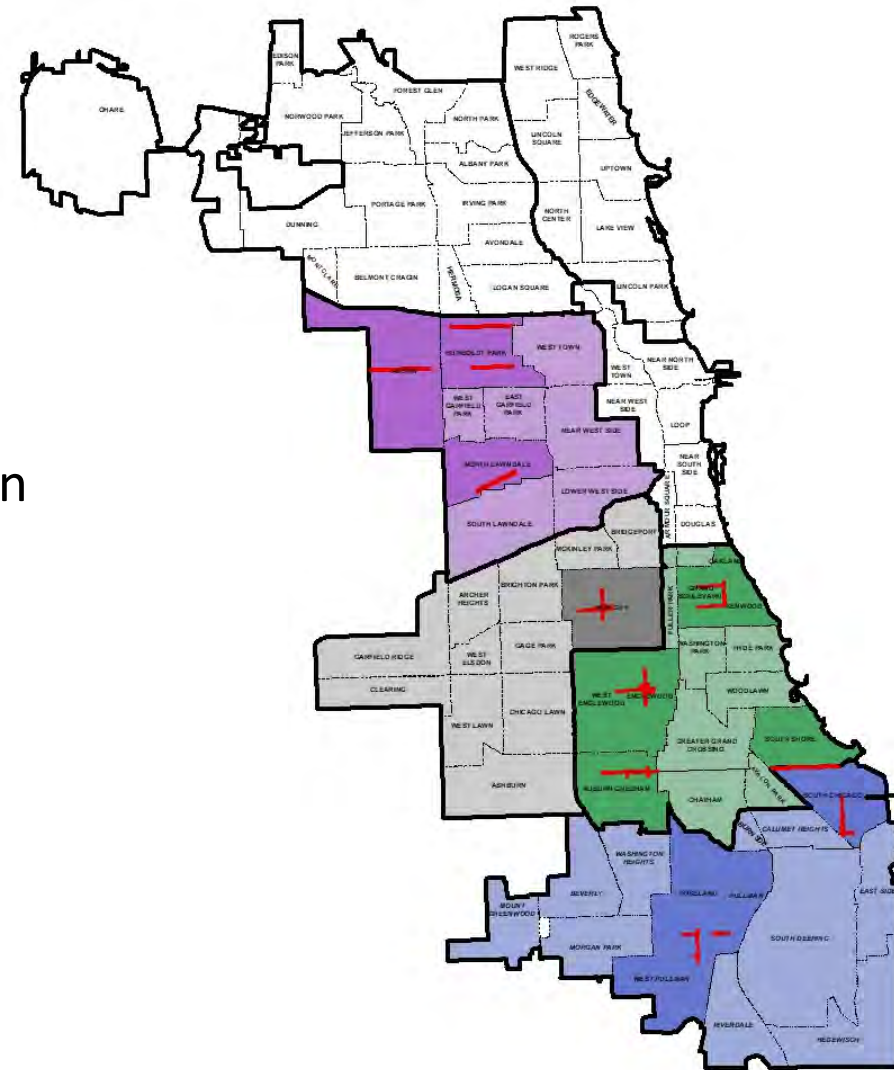 ROGERS
PARK
WEST RIDGE
EDISON
PARK
FOREST GLEN
OHARE
EDGEWATER
NORWOOD PARK
NORTH PARK
JEFFERSON PARK
LINCOLN
SQUARE
ALBANY PARK
UPTOWN
PORTAGE PARK
IRVING PARK
NORTH
CENTER
DUNNING
LAKE VIEW
AVONDALE
MONTCLARE
BELMONT CRAGIN
HERMOSA
LOGAN SQUARE
LINCOLN PARK
HUMBOLDT PARK
WEST TOWN
NEAR NORTH
SIDE
WEST
TOWN
WEST
GARFIELD
PARK
EAST
GARFIELD
PARK
NEAR WEST
SIDE
LOOP
NEAR WEST SIDE
NORTH LAWNDALE
NEAR
SOUTH
SIDE
n
LOWER WEST SIDE
ARMOUR SQUARE
SOUTH LAWNDALE
DOUGLAS
BRIDGEPORT
MCKINLEY PARK
OAKLAND
BRIGHTON PARK
ARCHER
HEIGHTS
BOULEVARD
KENWOOD
FULLER PARK
GAGE PARK
WASHINGTON
PARK
HYDE PARK
GARFIELD RIDGE
WEST
ELSDON
CLEARING
WOODLAWN
WEST
ENGLEWOOD
ENGLEWOOD
CHICAGO LAWN
WEST LAWN
GREATER GRAND
CROSSING
SOUTH SHORE
ASHBURN
AUBURN GRESHAM
CHATHAM
AVALON PARK
SOUTH CHICAGO
CALUMET HEIGHTS
WASHINGTON
HEIGHTS
EAST SIDE
BEVERLY
ROSELAND
PULLMAN
MOUNT
GREENWOOD
SOUTH DEERING
MORGAN PARK
WEST PULLMAN
RIVERDALE
HEGEWISCH